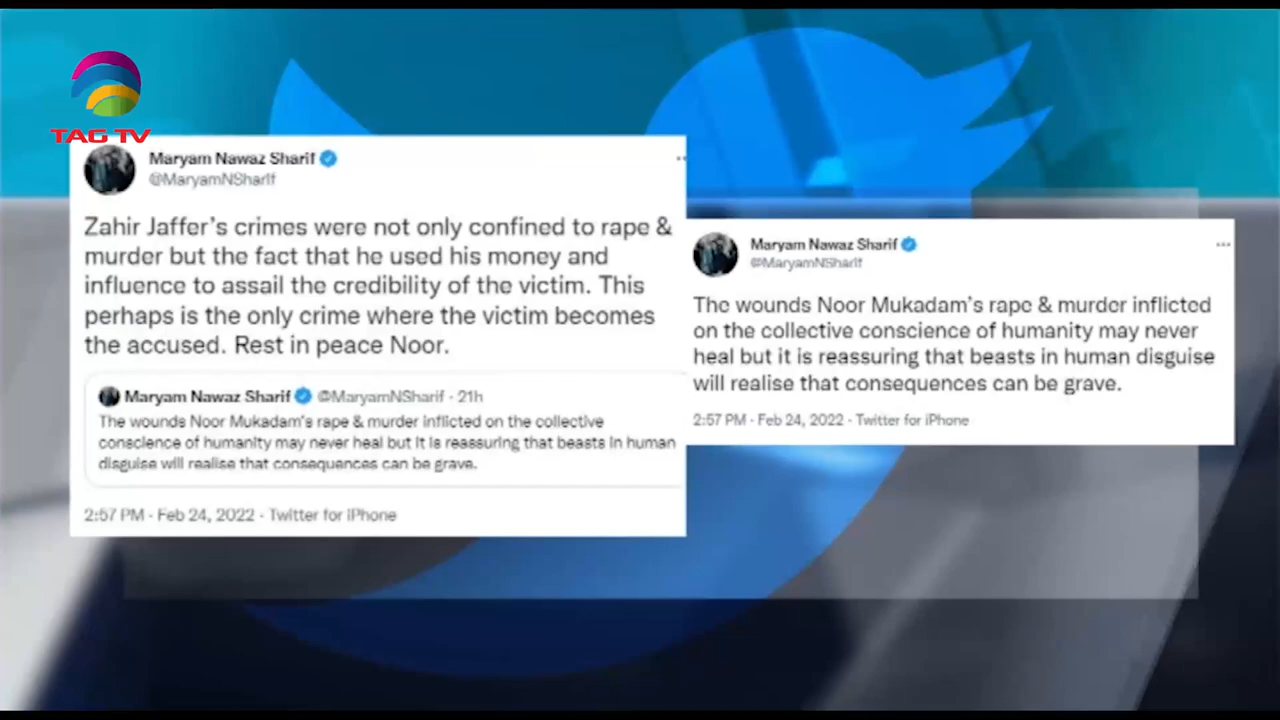 TAG TV
Maryam Nawaz Sharif
@MaryamNSharif
Zahir Jaffer's crimes were not only confined to rape &
murder but the fact that he used his money and
influence to assail the credibility of the victim. This
perhaps is the only crime where the victim becomes
the accused. Rest in peace Noor.
Maryam Nawaz Sharif @MaryamNSharif · 21h
The wounds Noor Mukadam's rape & murder inflicted on the collective
conscience of humanity may never heal but it is reassuring that beasts in human
disguise will realise that consequences can be grave.
2:57 PM · Feb 24, 2022 · Twitter for iPhone
Maryam Nawaz Sharif
@MaryamNSharif
The wounds Noor Mukadam's rape & murder inflicted
on the collective conscience of humanity may never
heal but it is reassuring that beasts in human disguise
will realise that consequences can be grave.
2:57 PM · Feb 24, 2022 · Twitter for iPhone